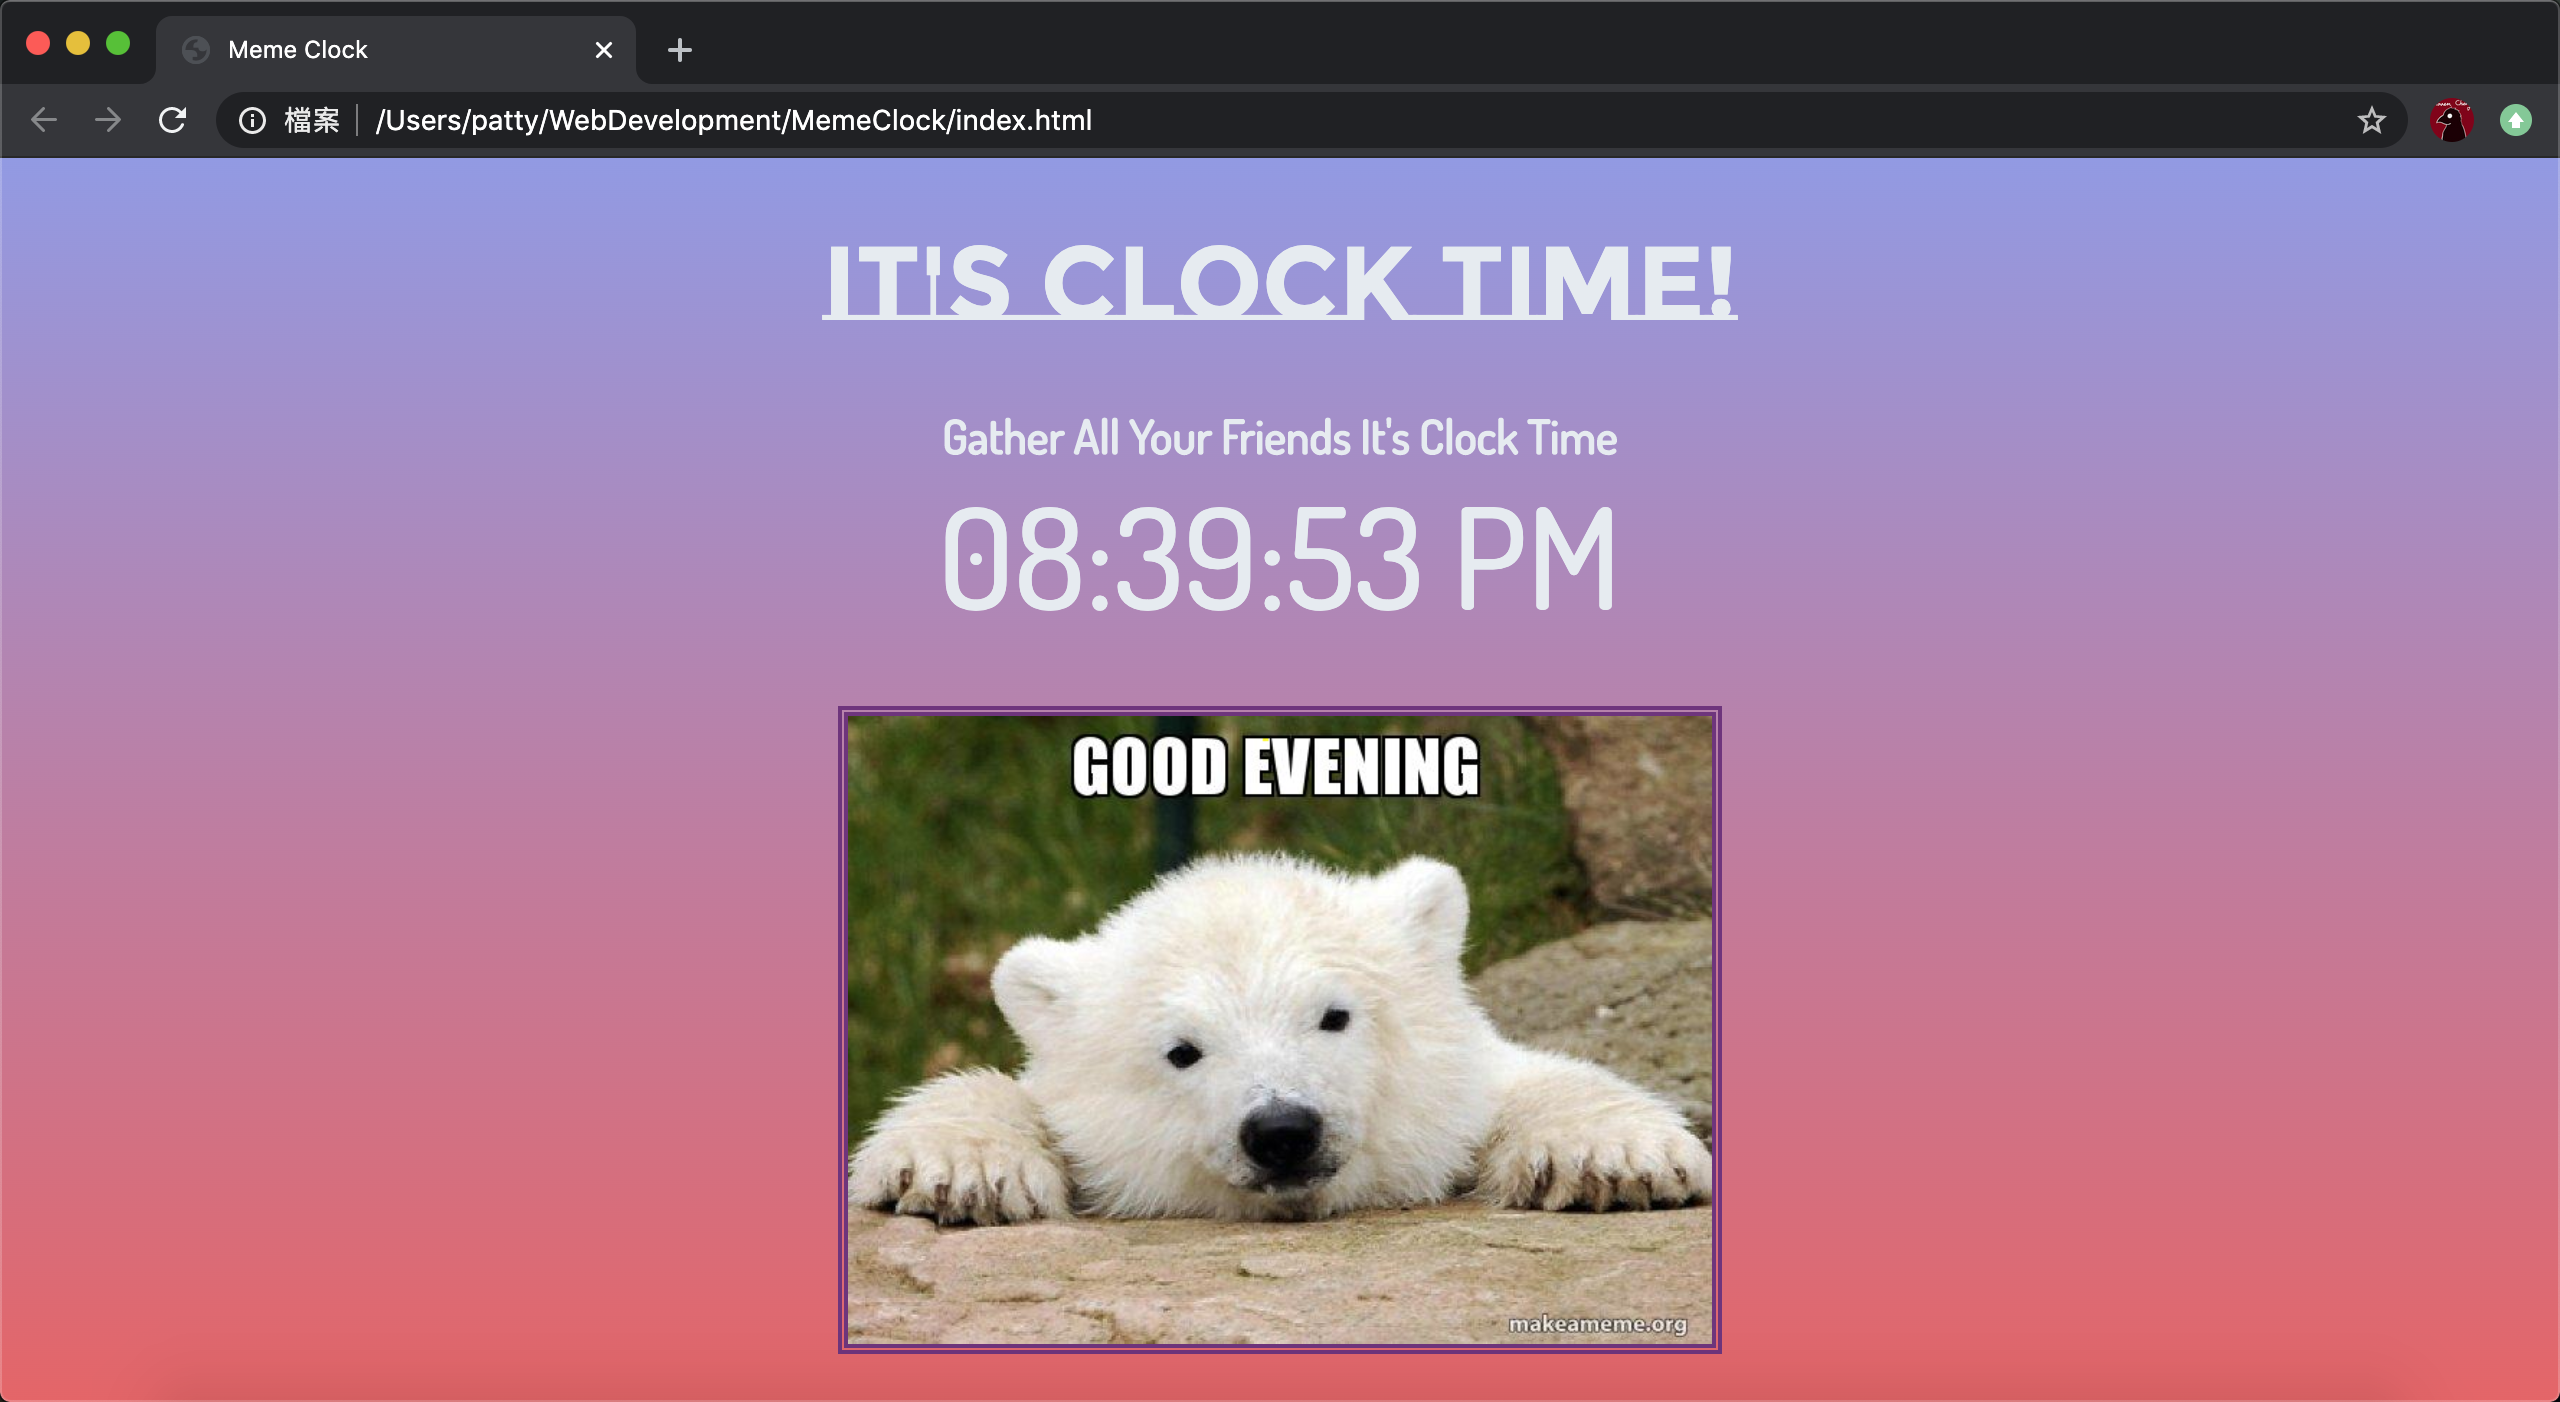 Meme Clock
檔案 /Users/patty/WebDevelopment/MemeClock/index.html
IT'S CLOCK TIME!
Gather All Your Friends It's Clock Time
08:39:53 PM
GOOD EVENING
makeameme.org